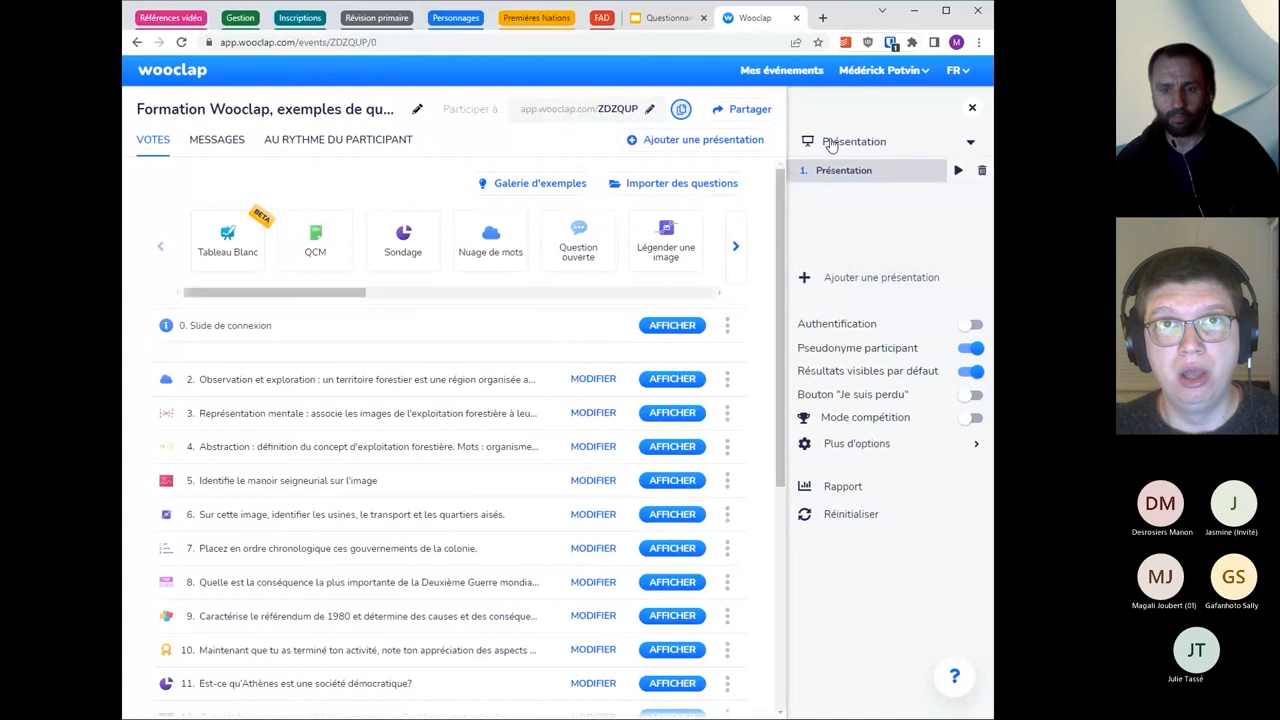 Références vidéo
Gestion
Inscriptions
Révision primaire
Personnages
Premières Nations
FAD
Questionnai
Wooclap
app.wooclap.com/events/ZDZQUP/0
M
wooclap
Mes événements
Médérick Potvin
FR
Formation Wooclap, exemples de qu...
Participer à :
app.wooclap.com/ZDZQUP
Partager
VOTES
MESSAGES
AU RYTHME DU PARTICIPANT
Ajouter une présentation
Galerie d'exemples
Importer des questions
BETA
Tableau Blanc
QCM
Sondage
Nuage de mots
Question ouverte
Légender une image
0. Slide de connexion
AFFICHER
2. Observation et exploration : un territoire forestier est une région organisée a...
MODIFIER
AFFICHER
3. Représentation mentale : associe les images de l'exploitation forestière à leu...
MODIFIER
AFFICHER
4. Abstraction : définition du concept d'exploitation forestière. Mots : organisme...
MODIFIER
AFFICHER
5. Identifie le manoir seigneurial sur l'image
MODIFIER
AFFICHER
6. Sur cette image, identifier les usines, le transport et les quartiers aisés.
MODIFIER
AFFICHER
7. Placez en ordre chronologique ces gouvernements de la colonie.
MODIFIER
AFFICHER
8. Quelle est la conséquence la plus importante de la Deuxième Guerre mondia...
MODIFIER
AFFICHER
9. Caractérise le référendum de 1980 et détermine des causes et des conséque...
MODIFIER
AFFICHER
10. Maintenant que tu as terminé ton activité, note ton appréciation des aspects ...
MODIFIER
AFFICHER
11. Est-ce qu'Athènes est une société démocratique?
MODIFIER
AFFICHER
Présentation
1. Présentation
Ajouter une présentation
Authentification
Pseudonyme participant
Résultats visibles par défaut
Bouton "Je suis perdu"
Mode compétition
Plus d'options
Rapport
Réinitialiser
?
DM
Desrosiers Manon
J
Jasmine (Invité)
MJ
Magali Joubert (01)
GS
Gafanhoto Sally
JT
Julie Tassé